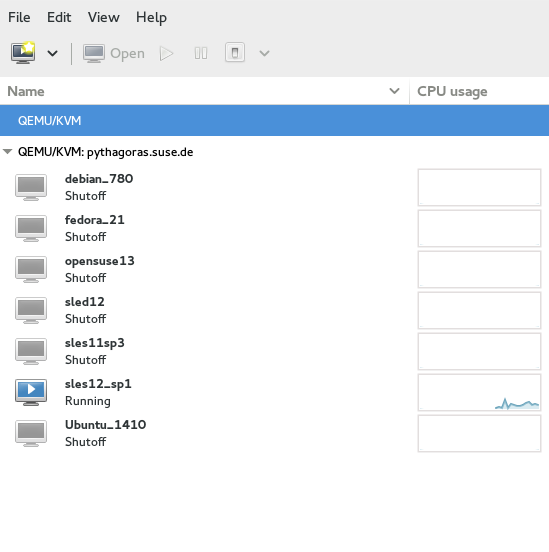 File Edit View Help
Open
Name CPU usage
QEMU/KVM
QEMU/KVM: pythagoras.suse.de
debian_780
Shutoff
fedora_21
Shutoff
opensuse13
Shutoff
sled12
Shutoff
sles11sp3
Shutoff
sles12_sp1
Running
Ubuntu_1410
Shutoff